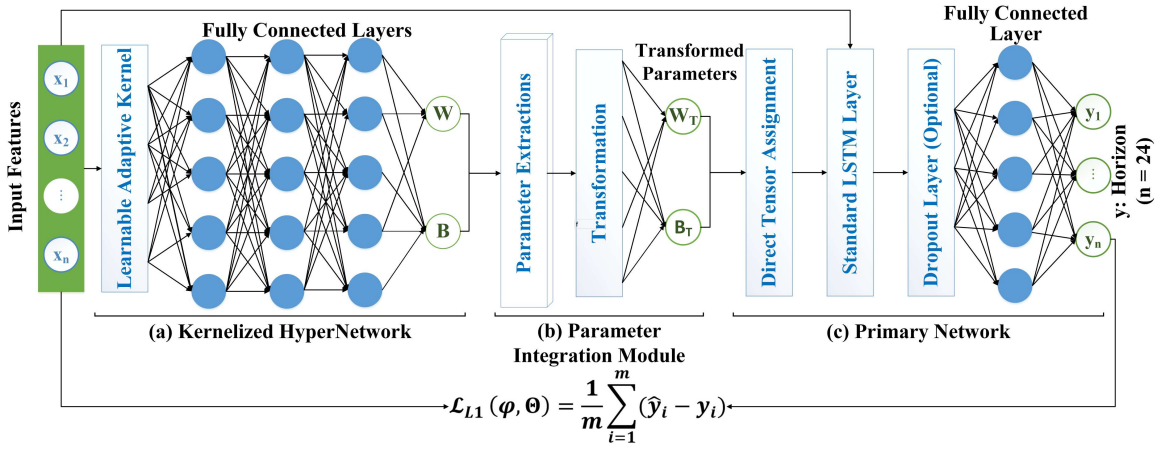 Input Features
x1
x2
⋮
xn
Learnable Adaptive Kernel
Fully Connected Layers
W
B
(a) Kernelized HyperNetwork
Parameter Extractions
Transformation
Transformed
Parameters
WT
BT
(b) Parameter
Integration Module
Direct Tensor Assignment
Standard LSTM Layer
Dropout Layer (Optional)
Fully Connected
Layer
y1
⋮
yn
y: Horizon
(n = 24)
(c) Primary Network
𝓛L1 (φ, Θ) = 1/m ∑_{i=1}^{m} (ŷi − yi)